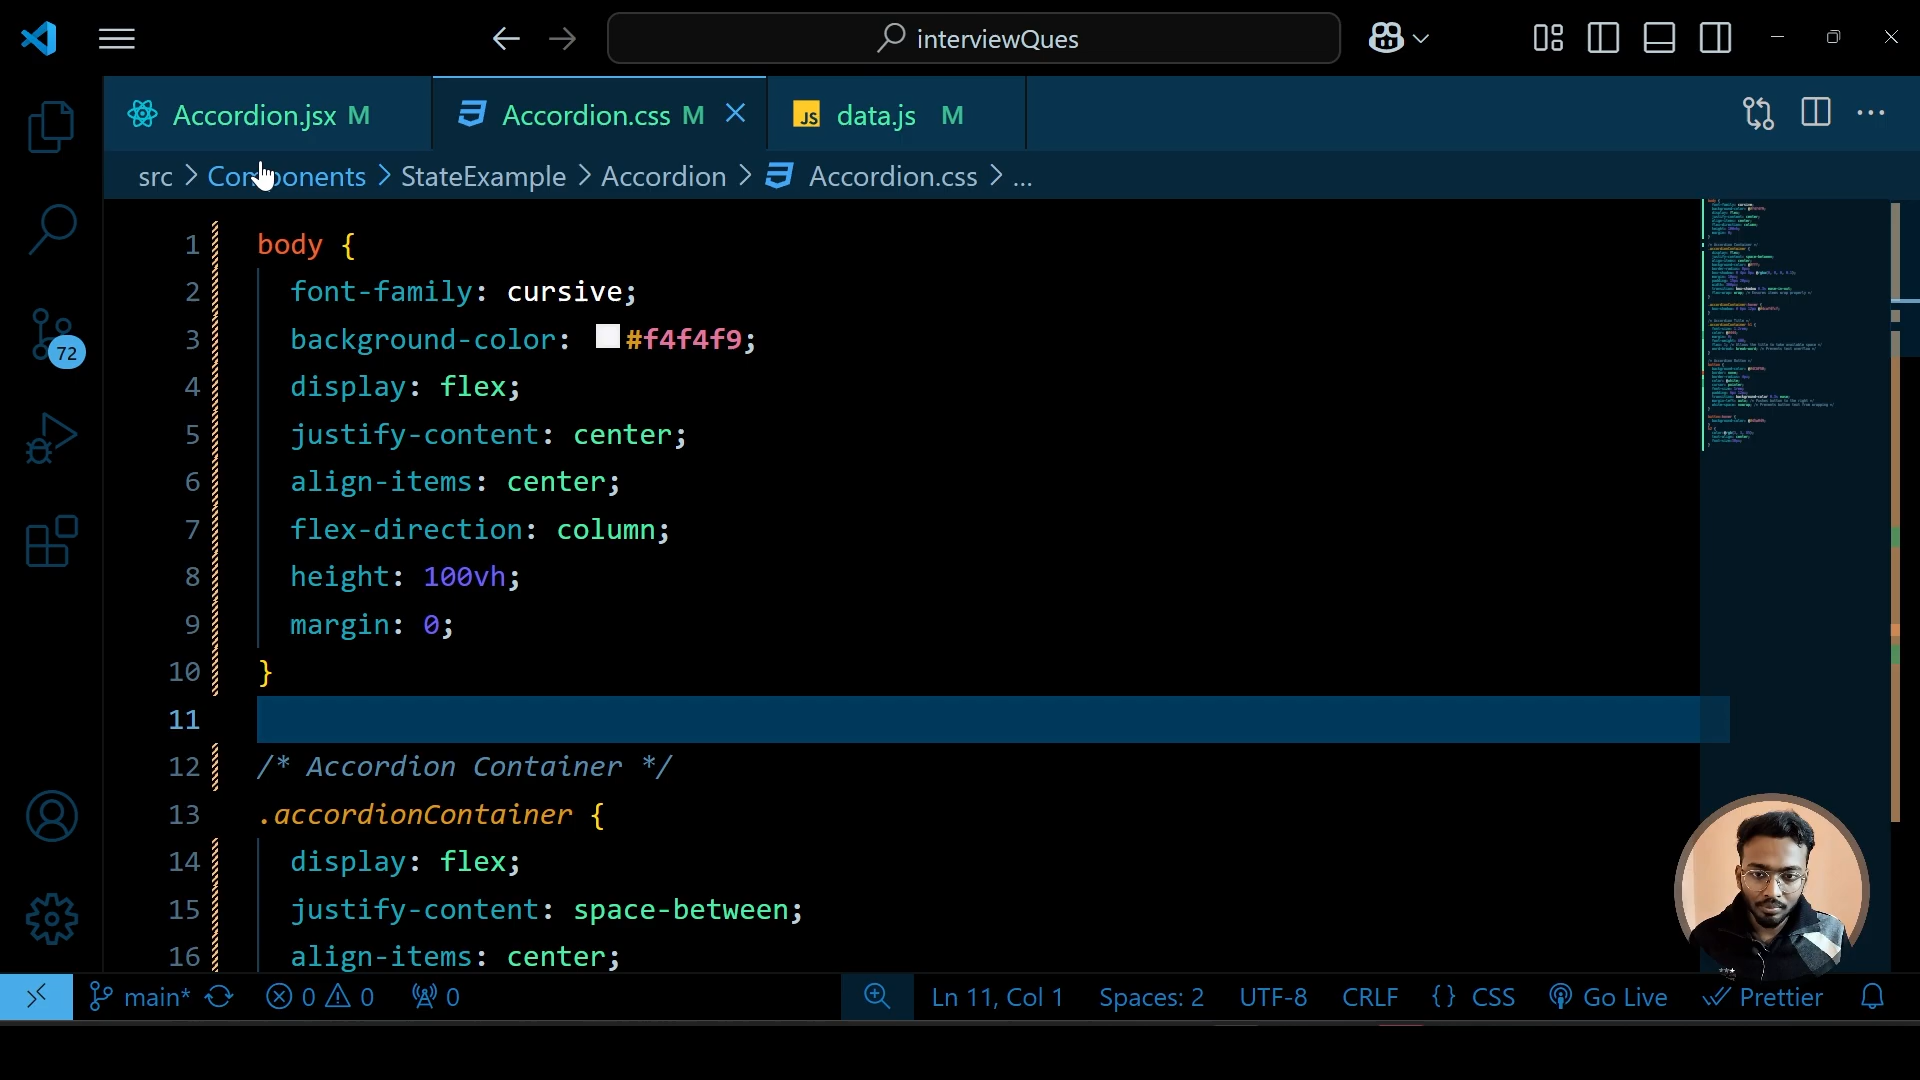 interviewQues
Accordion.jsx M
Accordion.css M
JS data.js M
src > Components > StateExample > Accordion > Accordion.css > ...
1 body {
2 font-family: cursive;
3 background-color: #f4f4f9;
4 display: flex;
5 justify-content: center;
6 align-items: center;
7 flex-direction: column;
8 height: 100vh;
9 margin: 0;
10 }
11
12 /* Accordion Container */
13 .accordionContainer {
14 display: flex;
15 justify-content: space-between;
16 align-items: center;
72
main* 0 0 0 Ln 11, Col 1 Spaces: 2 UTF-8 CRLF {} CSS Go Live Prettier